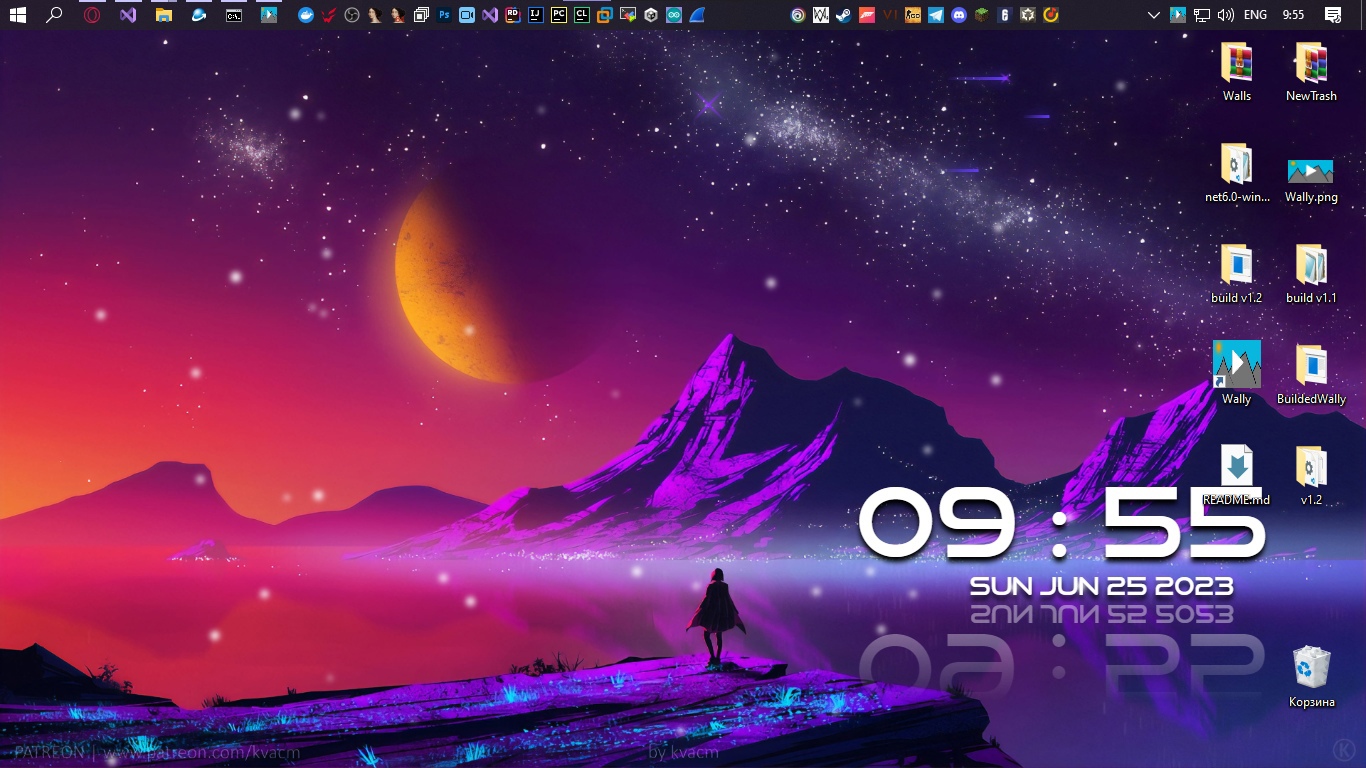 ENG
9:55
Walls
NewTrash
net6.0-win...
Wally.png
build v1.2
build v1.1
Wally
BuildedWally
README.md
v1.2
09 : 55
SUN JUN 25 2023
Корзина
PATREON | www.patreon.com/kvacm
by kvacm
K